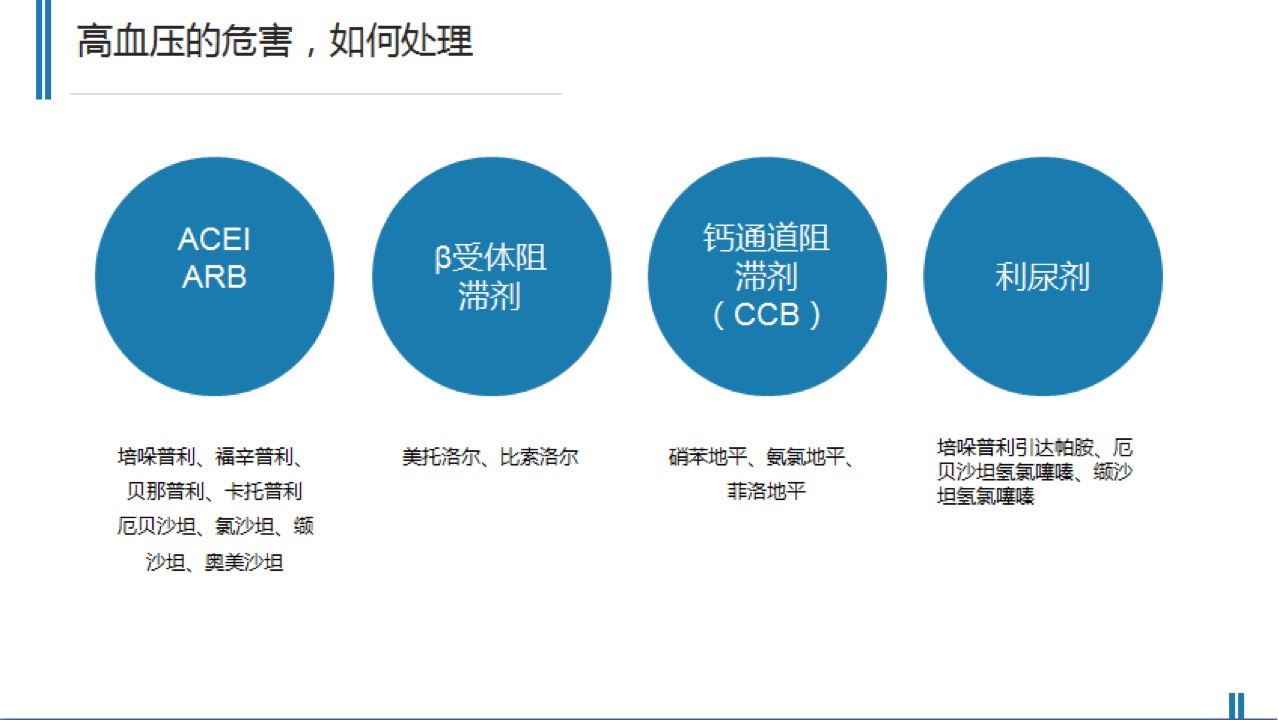 高血压的危害，如何处理
ACEI
ARB
β受体阻
滞剂
钙通道阻
滞剂
（CCB）
利尿剂
培哚普利、福辛普利、
贝那普利、卡托普利
厄贝沙坦、氯沙坦、缬
沙坦、奥美沙坦
美托洛尔、比索洛尔
硝苯地平、氨氯地平、
菲洛地平
培哚普利引达帕胺、厄
贝沙坦氢氯噻嗪、缬沙
坦氢氯噻嗪